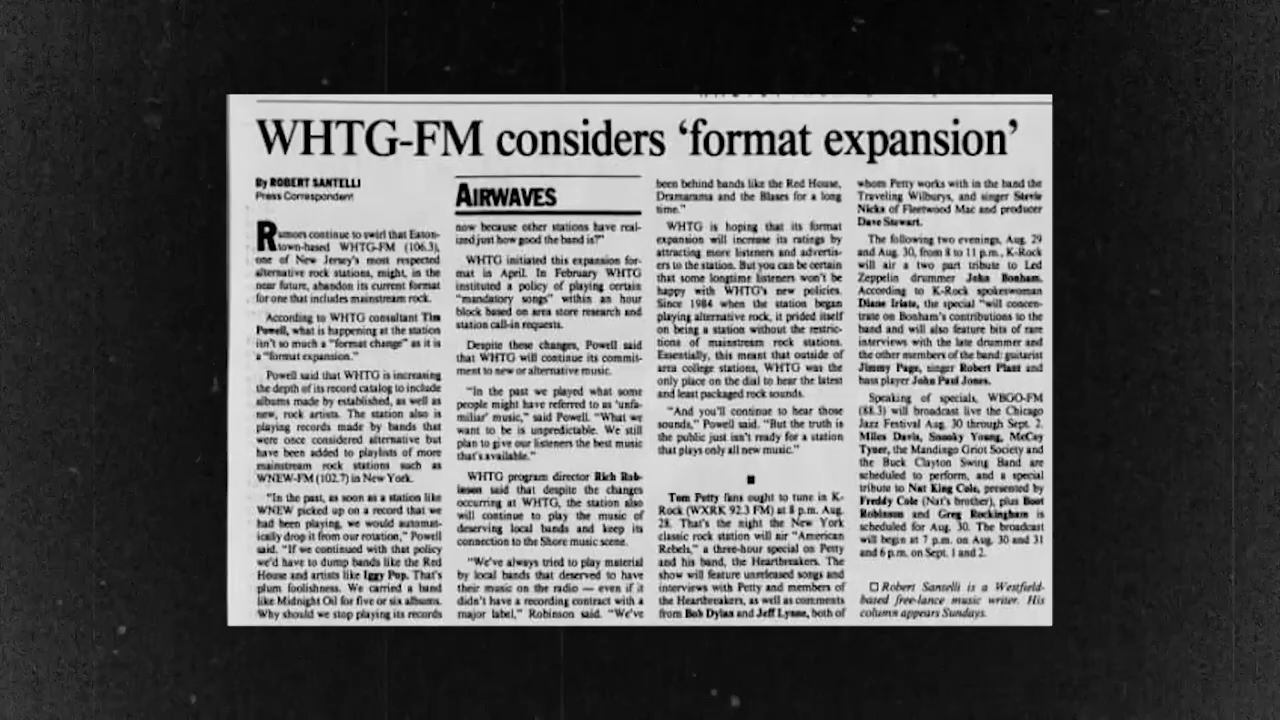 WHTG-FM considers ‘format expansion’
By ROBERT SANTELLI
Press Correspondent
Rumors continue to swirl that Eaton-
town-based WHTG-FM (106.3),
one of New Jersey's most respected
alternative rock stations, might, in the
near future, abandon its current format
for one that includes mainstream rock.
According to WHTG consultant Tim
Powell, what is happening at the station
isn't so much a "format change" as it is
a "format expansion."
Powell said that WHTG is increasing
the depth of its record catalog to include
albums made by established, as well as
new, rock artists. The station also is
playing records made by bands that
were once considered alternative but
have been added to playlists of more
mainstream rock stations such as
WNEW-FM (102.7) in New York.
"In the past, as soon as a station like
WNEW picked up on a record that we
had been playing, we would automat-
ically drop it from our rotation," Powell
said. "If we continued with that policy
we'd have to dump bands like the Red
House and artists like Iggy Pop. That's
plum foolishness. We carried a band
like Midnight Oil for five or six albums.
Why should we stop playing its records
AIRWAVES
now because other stations have real-
ized just how good the band is?"
WHTG initiated this expansion for-
mat in April. In February WHTG
instituted a policy of playing certain
"mandatory songs" within an hour
block based on area store research and
station call-in requests.
Despite these changes, Powell said
that WHTG will continue its commit-
ment to new or alternative music.
"In the past we played what some
people might have referred to as 'unfa-
miliar' music," said Powell. "What we
want to be is unpredictable. We still
plan to give our listeners the best music
that's available."
WHTG program director Rich Rob-
inson said that despite the changes
occurring at WHTG, the station also
will continue to play the music of
deserving local bands and keep its
connection to the Shore music scene.
"We've always tried to play material
by local bands that deserved to have
their music on the radio — even if it
didn't have a recording contract with a
major label," Robinson said. "We've
been behind bands like the Red House,
Dramarama and the Blases for a long
time."
WHTG is hoping that its format
expansion will increase its ratings by
attracting more listeners and advertis-
ers to the station. But you can be certain
that some longtime listeners won't be
happy with WHTG's new policies.
Since 1984 when the station began
playing alternative rock, it prided itself
on being a station without the restric-
tions of mainstream rock stations.
Essentially, this meant that outside of
area college stations, WHTG was the
only place on the dial to hear the latest
and least packaged rock sounds.
"And you'll continue to hear those
sounds," Powell said. "But the truth is
the public just isn't ready for a station
that plays only all new music."
Tom Petty fans ought to tune in K-
Rock (WXRK 92.3 FM) at 8 p.m. Aug.
28. That's the night the New York
classic rock station will air "American
Rebels," a three-hour special on Petty
and his band, the Heartbreakers. The
show will feature unreleased songs and
interviews with Petty and members of
the Heartbreakers, as well as comments
from Bob Dylan and Jeff Lynne, both of
whom Petty works with in the band the
Traveling Wilburys, and singer Stevie
Nicks of Fleetwood Mac and producer
Dave Stewart.
The following two evenings, Aug. 29
and Aug. 30, from 8 to 11 p.m., K-Rock
will air a two part tribute to Led
Zeppelin drummer John Bonham.
According to K-Rock spokeswoman
Diane Iriate, the special "will concen-
trate on Bonham's contributions to the
band and will also feature bits of rare
interviews with the late drummer and
the other members of the band: guitarist
Jimmy Page, singer Robert Plant and
bass player John Paul Jones.
Speaking of specials, WBGO-FM
(88.3) will broadcast live the Chicago
Jazz Festival Aug. 30 through Sept. 2.
Miles Davis, Snooky Young, McCoy
Tyner, the Mandingo Griot Society and
the Buck Clayton Swing Band are
scheduled to perform, and a special
tribute to Nat King Cole, presented by
Freddy Cole (Nat's brother), plus
Robinson and Greg Rockingham is
scheduled for Aug. 30. The broadcast
will begin at 7 p.m. on Aug. 30 and 31
and 6 p.m. on Sept. 1 and 2.
□ Robert Santelli is a Westfield-
based free-lance music writer. His
column appears Sundays.